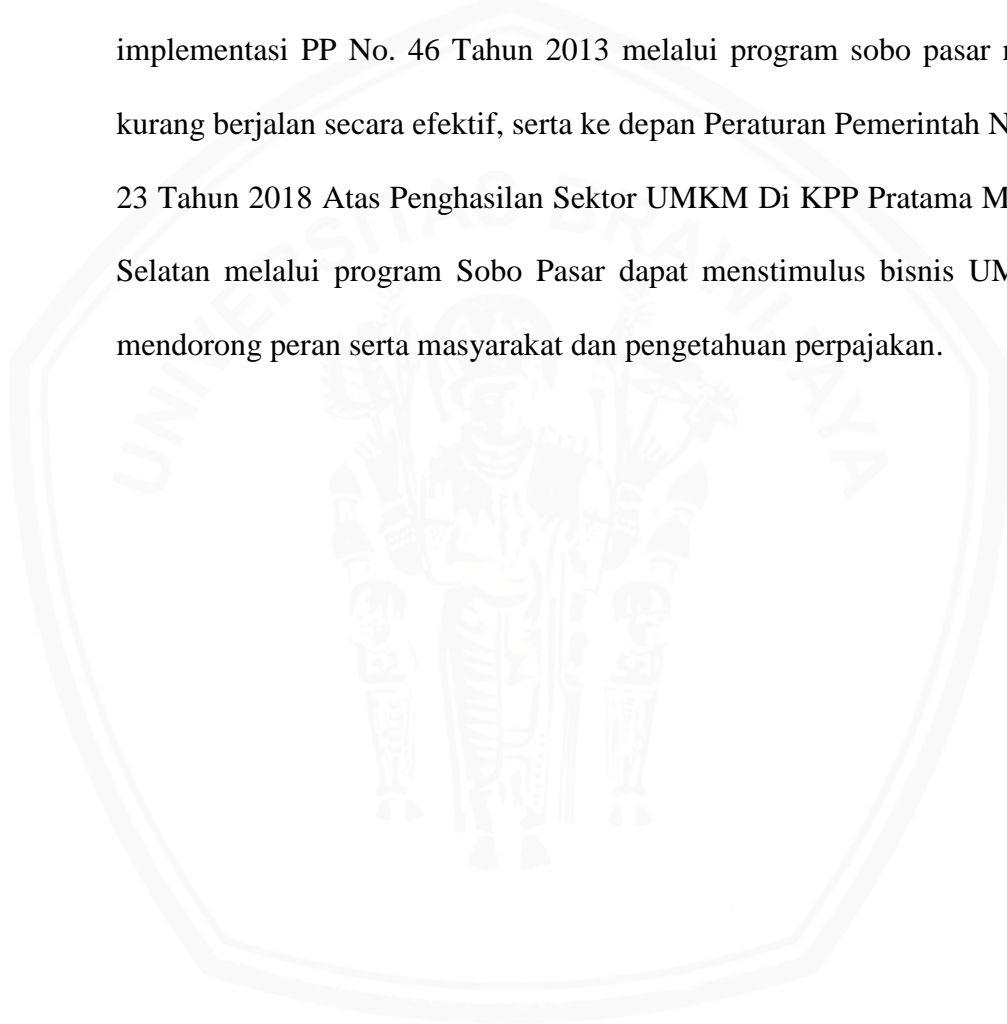 implementasi PP No. 46 Tahun 2013 melalui program sobo pasar
kurang berjalan secara efektif, serta ke depan Peraturan Pemerintah
23 Tahun 2018 Atas Penghasilan Sektor UMKM Di KPP Pratama
Selatan melalui program Sobo Pasar dapat menstimulus bisnis
mendorong peran serta masyarakat dan pengetahuan perpajakan.
UNIVERSITAS BRAWIJAYA